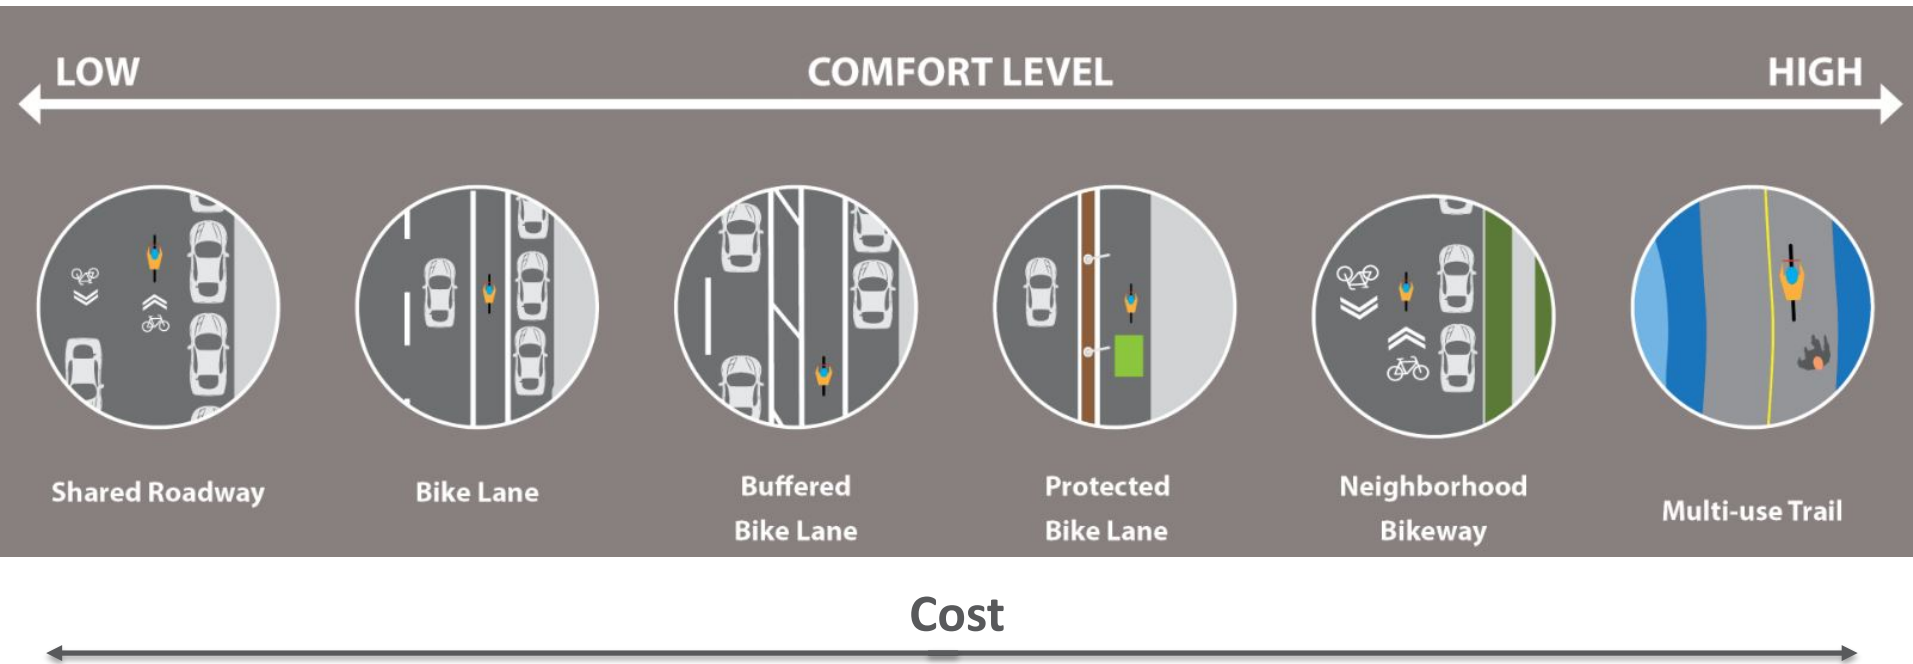 LOW COMFORT LEVEL HIGH
Shared Roadway
Bike Lane
Buffered
Bike Lane
Protected
Bike Lane
Neighborhood
Bikeway
Multi-use Trail
Cost